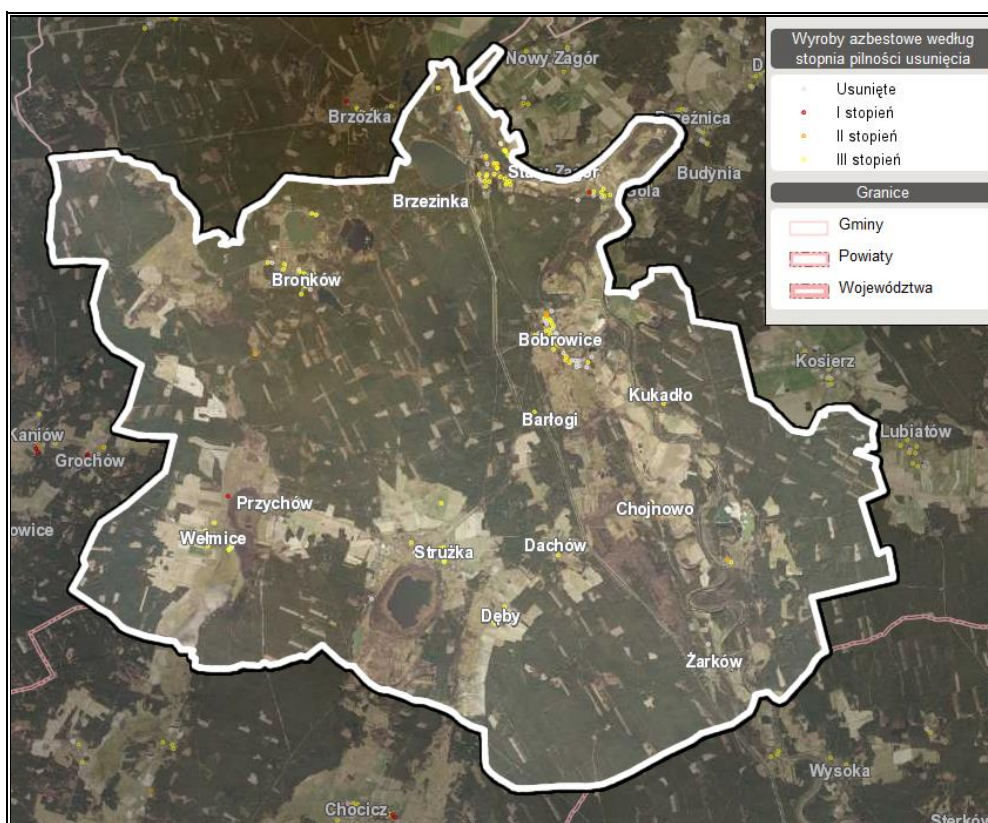 Wyroby azbestowe według
stopnia pilności usunięcia
Usunięte
I stopień
II stopień
III stopień
Granice
Gminy
Powiaty
Województwa
Nowy Zagór
Brzózka
Budynia
Stary Zagór
Brzezinka
Bronków
Bobrowice
Kosierz
Kukadło
Barłogi
Lubiatów
Kaniów
Grochów
Przychów
Chojnowo
Wełmice
Strużka
Dachów
Dęby
Żarków
Wysoka
Chocicz